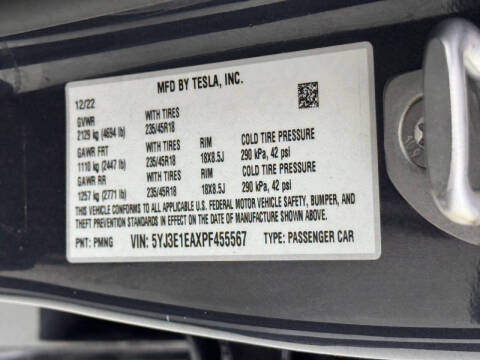 MFD BY TESLA, INC.
12/22
GVWR WITH TIRES
2129 kg (4694 lb) 235/45R18
GAWR FRT WITH TIRES RIM COLD TIRE PRESSURE
1110 kg (2447 lb) 235/45R18 18X8.5J 290 kPa, 42 psi
GAWR RR WITH TIRES RIM COLD TIRE PRESSURE
1257 kg (2771 lb) 235/45R18 18X8.5J 290 kPa, 42 psi
THIS VEHICLE CONFORMS TO ALL APPLICABLE U.S. FEDERAL MOTOR VEHICLE SAFETY, BUMPER, AND
THEFT PREVENTION STANDARDS IN EFFECT ON THE DATE OF MANUFACTURE SHOWN ABOVE.
PNT: PMNG VIN: 5YJ3E1EAXPF455567 TYPE: PASSENGER CAR